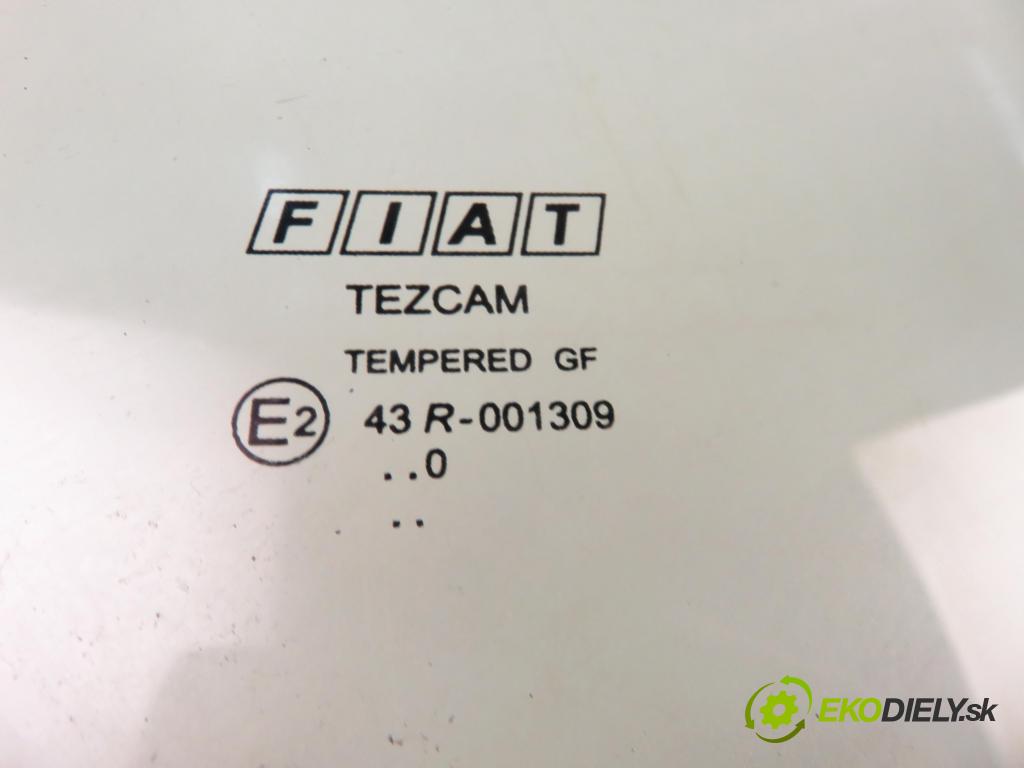 FIAT
TEZCAM
TEMPERED GF
E2 43 R-001309
..0
..
EKODIELY.sk